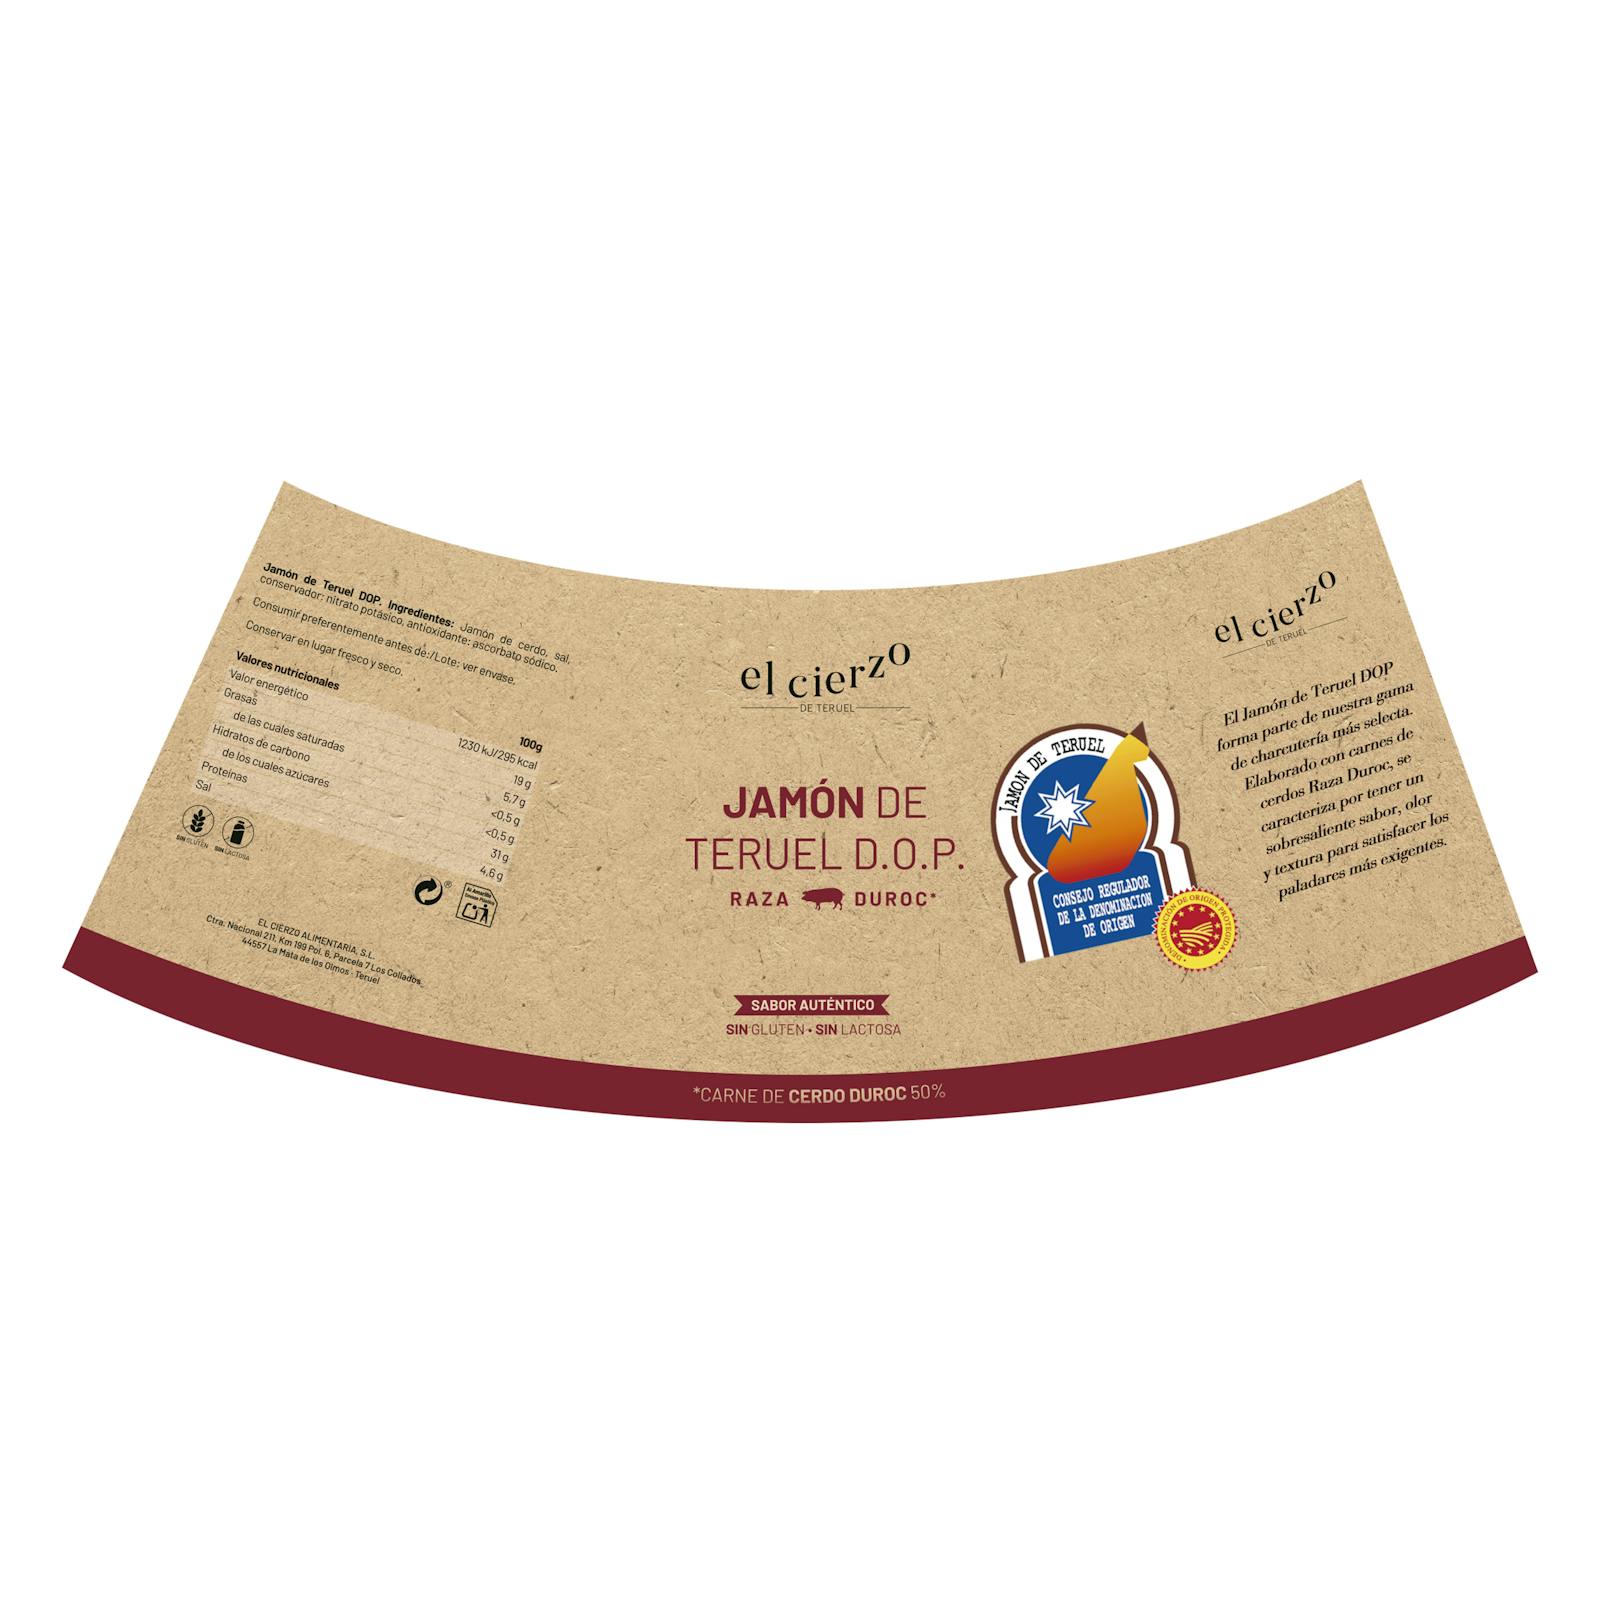 Jamón de Teruel DOP. Ingredientes: Jamón de cerdo, sal,
conservador: nitrato potásico, antioxidante: ascorbato sódico.
Consumir preferentemente antes de:/Lote: ver envase.
Conservar en lugar fresco y seco.
Valores nutricionales 100g
Valor energético 1230 kJ/295 kcal
Grasas 19 g
de las cuales saturadas 5,7 g
Hidratos de carbono <0,5 g
de los cuales azúcares <0,5 g
Proteínas 31 g
Sal 4,6 g
SIN GLUTEN
SIN LACTOSA
®
Al Amarillo
Envase Plástico
EL CIERZO ALIMENTARIA, S.L.
Ctra. Nacional 211. Km 199 Pol. 6, Parcela 7 Los Collados
44557 La Mata de los Olmos · Teruel
el cierzo
DE TERUEL
JAMÓN DE
TERUEL D.O.P.
RAZA DUROC*
SABOR AUTÉNTICO
SIN GLUTEN • SIN LACTOSA
*CARNE DE CERDO DUROC 50%
JAMON DE TERUEL
CONSEJO REGULADOR
DE LA DENOMINACION
DE ORIGEN
DENOMINACIÓN DE ORIGEN PROTEGIDA
el cierzo
DE TERUEL
El Jamón de Teruel DOP
forma parte de nuestra gama
de charcutería más selecta.
Elaborado con carnes de
cerdos Raza Duroc, se
caracteriza por tener un
sobresaliente sabor, olor
y textura para satisfacer los
paladares más exigentes.